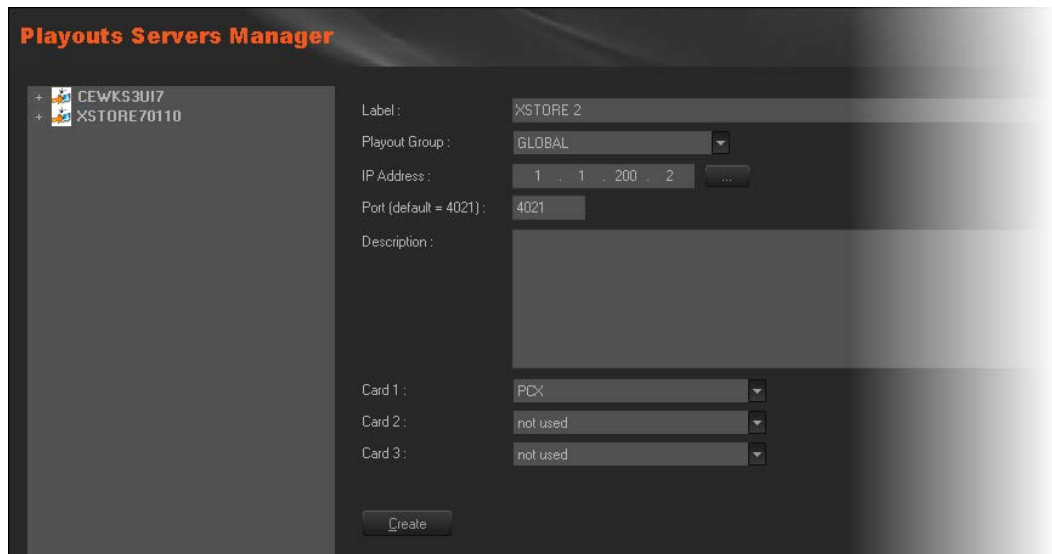 Playouts Servers Manager
+ CEWKS3UI7
+ XSTORE70110
Label : XSTORE 2
Playout Group : GLOBAL
IP Address : 1 . 1 . 200 . 2 ...
Port (default = 4021) : 4021
Description :
Card 1 : PCX
Card 2 : not used
Card 3 : not used
Create